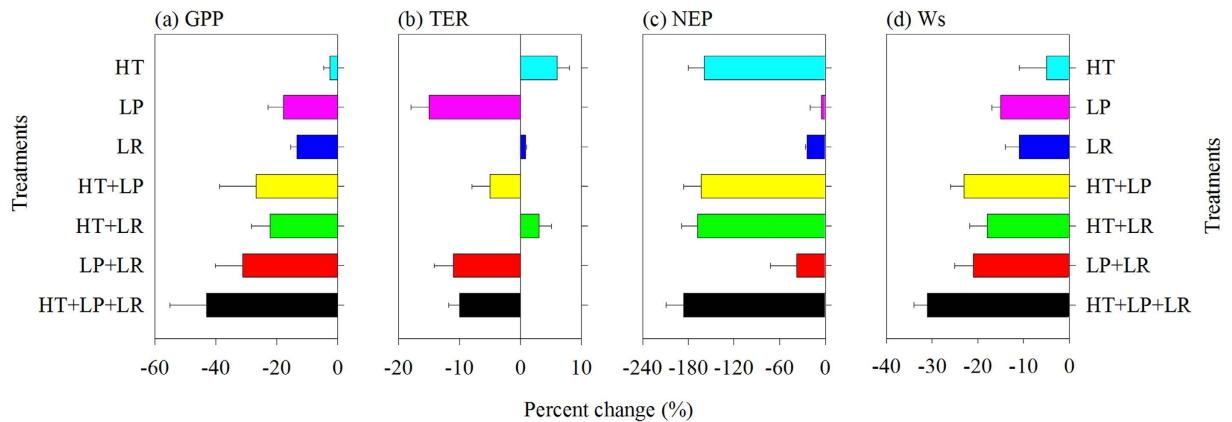 (a) GPP
(b) TER
(c) NEP
(d) Ws
Treatments
HT
LP
LR
HT+LP
HT+LR
LP+LR
HT+LP+LR
-60 -40 -20 0
-20 -10 0 10
-240 -180 -120 -60 0
-40 -30 -20 -10 0
HT
LP
LR
HT+LP
HT+LR
LP+LR
HT+LP+LR
Treatments
Percent change (%)